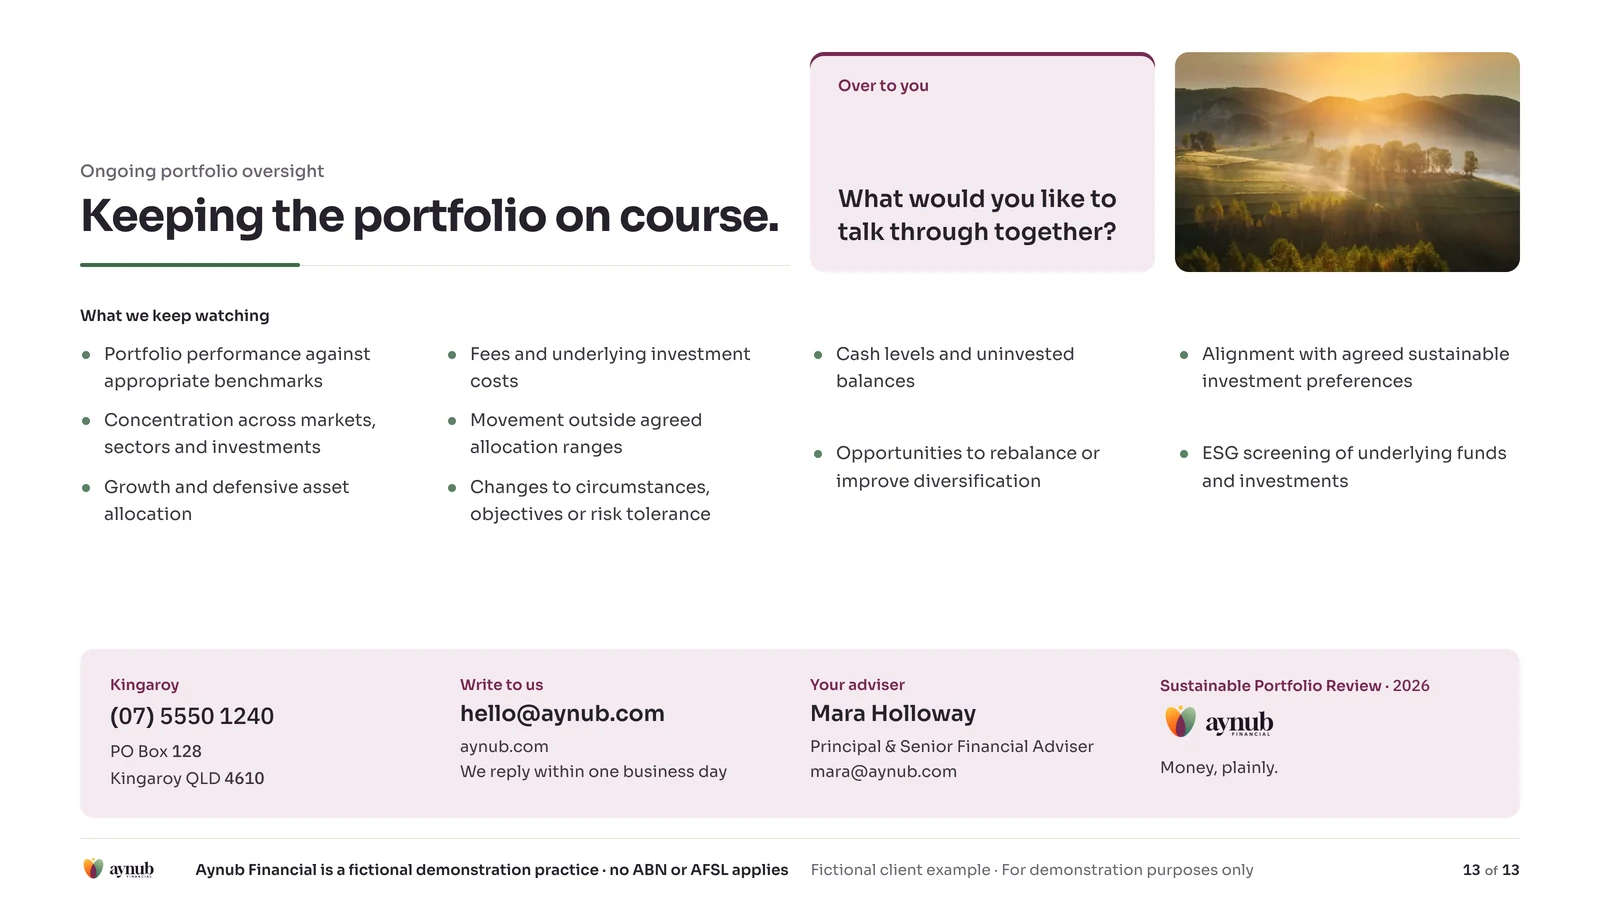 Ongoing portfolio oversight
Keeping the portfolio on course.
Over to you
What would you like to
talk through together?
What we keep watching
Portfolio performance against
appropriate benchmarks
Concentration across markets,
sectors and investments
Growth and defensive asset
allocation
Fees and underlying investment
costs
Movement outside agreed
allocation ranges
Changes to circumstances,
objectives or risk tolerance
Cash levels and uninvested
balances
Opportunities to rebalance or
improve diversification
Alignment with agreed sustainable
investment preferences
ESG screening of underlying funds
and investments
Kingaroy
(07) 5550 1240
PO Box 128
Kingaroy QLD 4610
Write to us
hello@aynub.com
aynub.com
We reply within one business day
Your adviser
Mara Holloway
Principal & Senior Financial Adviser
mara@aynub.com
Sustainable Portfolio Review · 2026
aynub
FINANCIAL
Money, plainly.
aynub
FINANCIAL
Aynub Financial is a fictional demonstration practice · no ABN or AFSL applies
Fictional client example · For demonstration purposes only
13 of 13